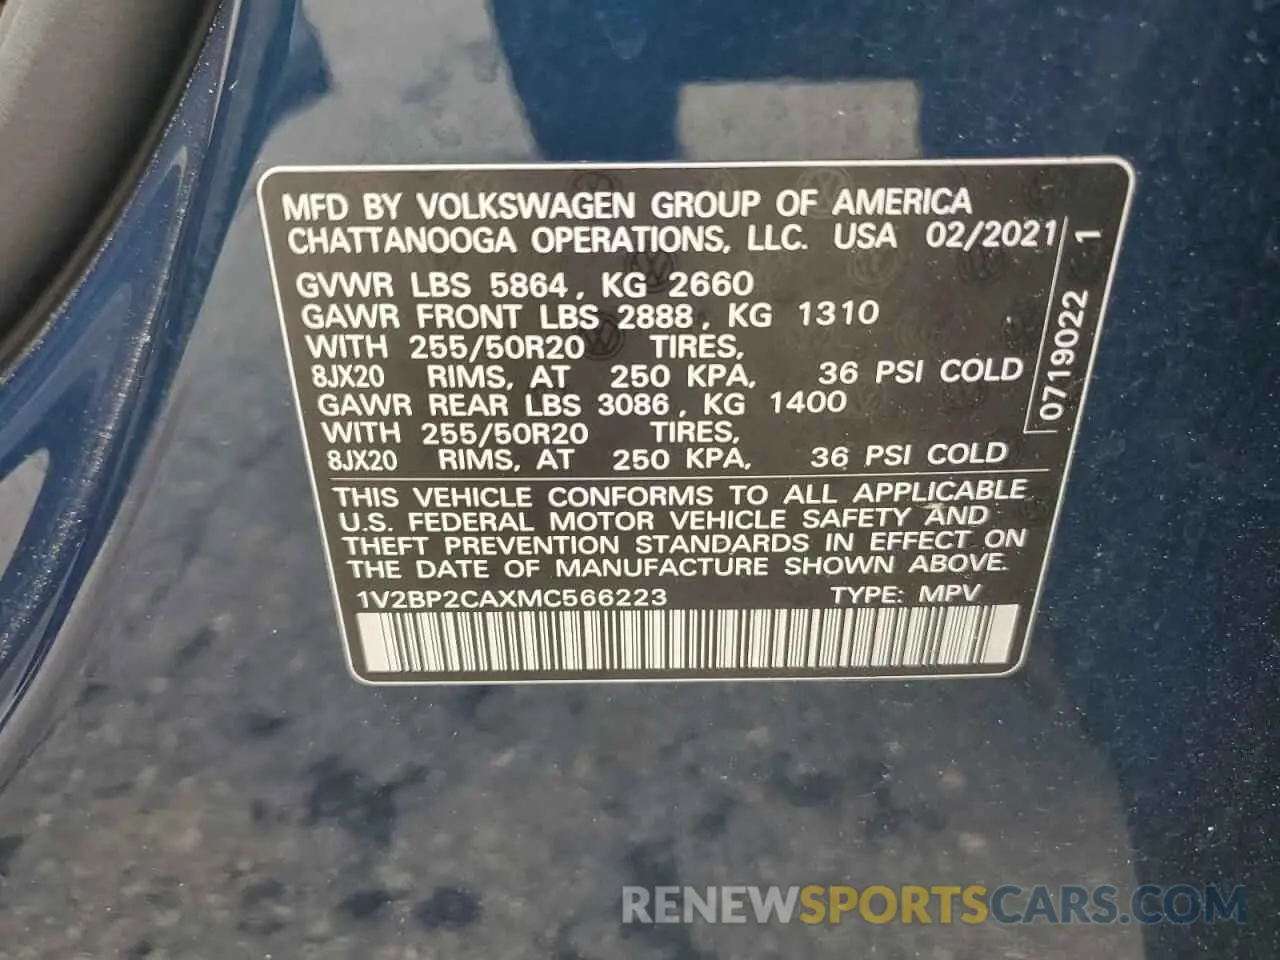 MFD BY VOLKSWAGEN GROUP OF AMERICA
CHATTANOOGA OPERATIONS, LLC. USA 02/2021
GVWR LBS 5864, KG 2660
GAWR FRONT LBS 2888, KG 1310
WITH 255/50R20 TIRES,
8JX20 RIMS, AT 250 KPA, 36 PSI COLD
GAWR REAR LBS 3086, KG 1400
WITH 255/50R20 TIRES,
8JX20 RIMS, AT 250 KPA, 36 PSI COLD
0719022 1
THIS VEHICLE CONFORMS TO ALL APPLICABLE
U.S. FEDERAL MOTOR VEHICLE SAFETY AND
THEFT PREVENTION STANDARDS IN EFFECT ON
THE DATE OF MANUFACTURE SHOWN ABOVE.
1V2BP2CAXMC566223 TYPE: MPV
RENEWSPORTSCARS.COM